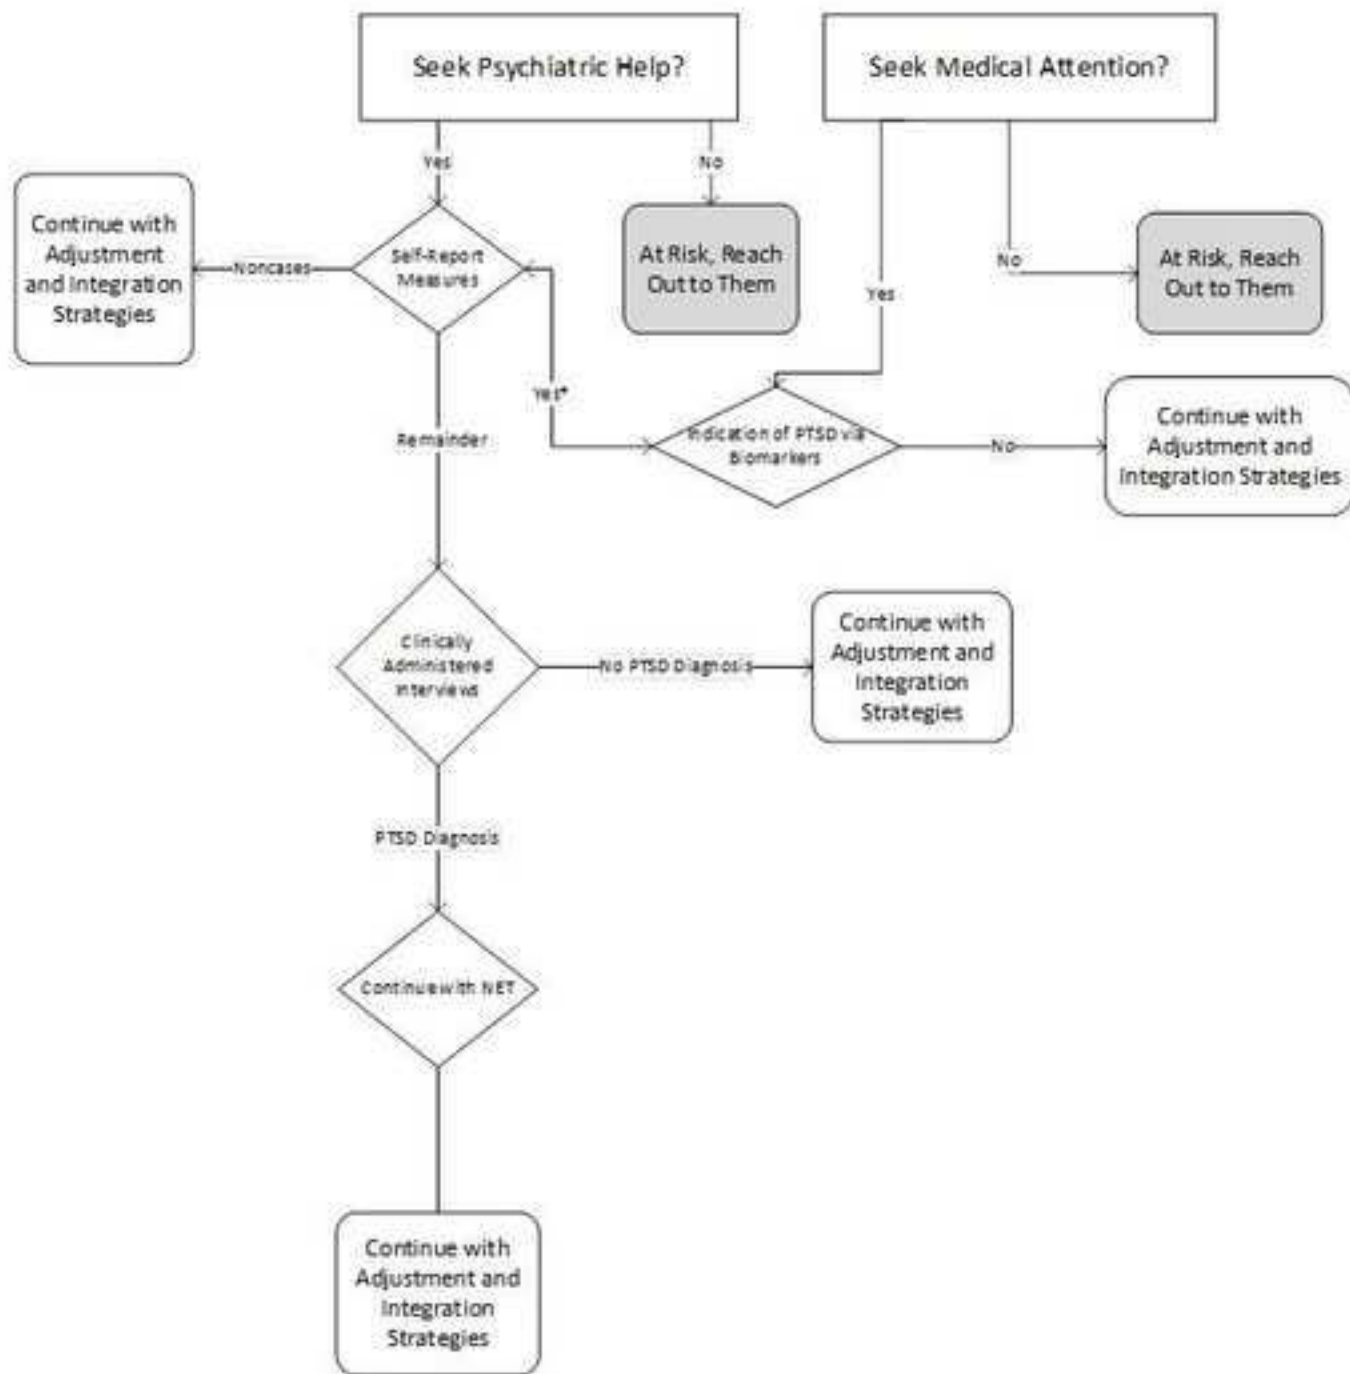 Seek Psychiatric Help?
Seek Medical Attention?
Yes
No
Continue with
Adjustment
and Integration
Strategies
Noncases
Self-Report
Measures
At Risk, Reach
Out to Them
Yes
No
At Risk, Reach
Out to Them
Yes*
Remainder
Indication of PTSD via
Biomarkers
No
Continue with
Adjustment and
Integration Strategies
Clinically
Administered
Interviews
No PTSD Diagnosis
Continue with
Adjustment and
Integration
Strategies
PTSD Diagnosis
Continue with NET
Continue with
Adjustment and
Integration
Strategies